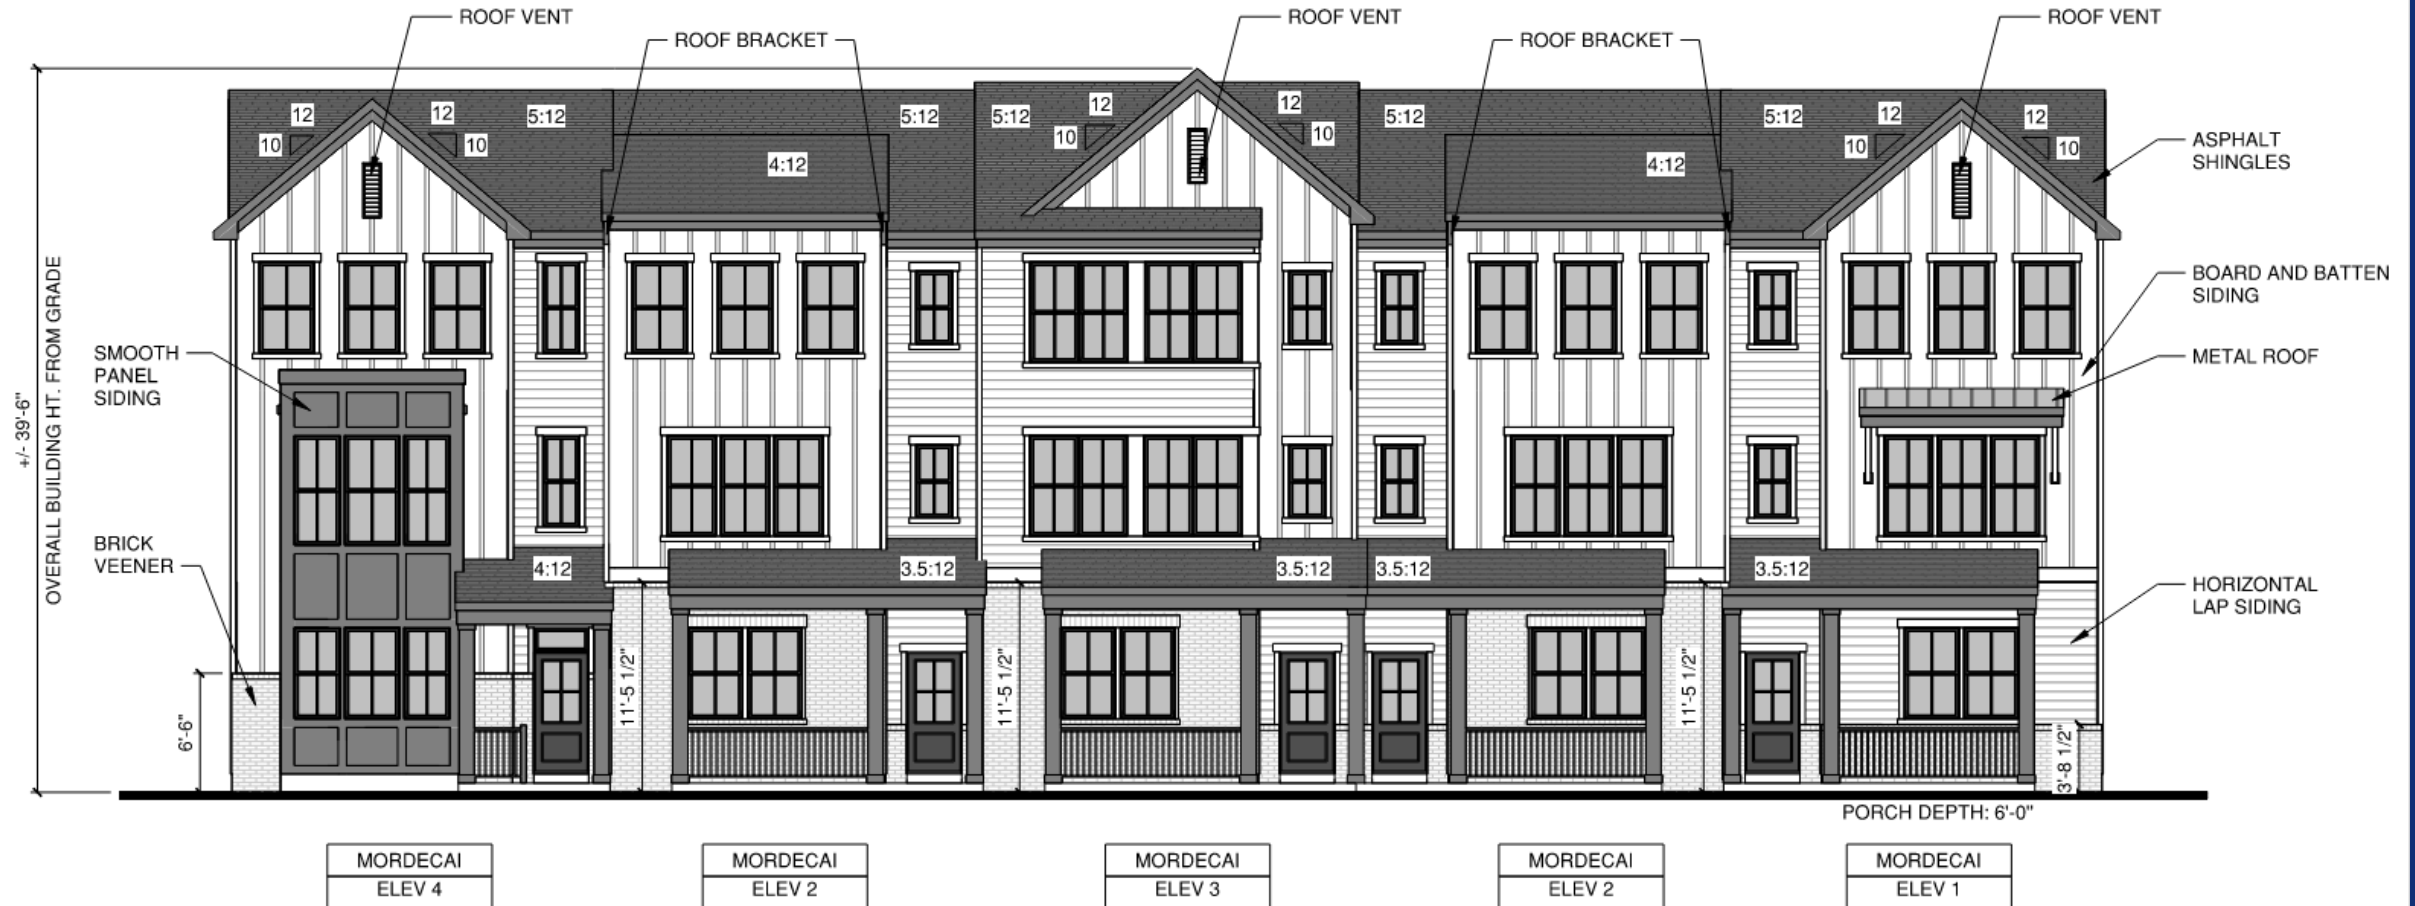 ROOF VENT
ROOF VENT
ROOF VENT
ROOF BRACKET
ROOF BRACKET
12
12
5:12
5:12
5:12
12
12
5:12
5:12
12
12
10
10
10
10
10
10
4:12
4:12
ASPHALT
SHINGLES
BOARD AND BATTEN
SIDING
METAL ROOF
SMOOTH
PANEL
SIDING
+/- 39'-6"
OVERALL BUILDING HT. FROM GRADE
BRICK
VEENER
4:12
3.5:12
3.5:12
3.5:12
3.5:12
HORIZONTAL
LAP SIDING
6'-6"
11'-5 1/2"
11'-5 1/2"
11'-5 1/2"
3'-8 1/2"
PORCH DEPTH: 6'-0"
MORDECAI
ELEV 4
MORDECAI
ELEV 2
MORDECAI
ELEV 3
MORDECAI
ELEV 2
MORDECAI
ELEV 1